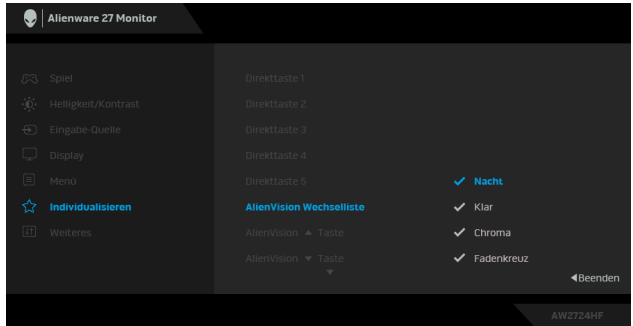 Alienware 27 Monitor
Spiel
Helligkeit/Kontrast
Eingabe-Quelle
Display
Menü
Individualisieren
Weiteres
Direkttaste 1
Direkttaste 2
Direkttaste 3
Direkttaste 4
Direkttaste 5
AlienVision Wechselliste
AlienVision ▲ Taste
AlienVision ▼ Taste
Nacht
Klar
Chroma
Fadenkreuz
Beenden
AW2724HF